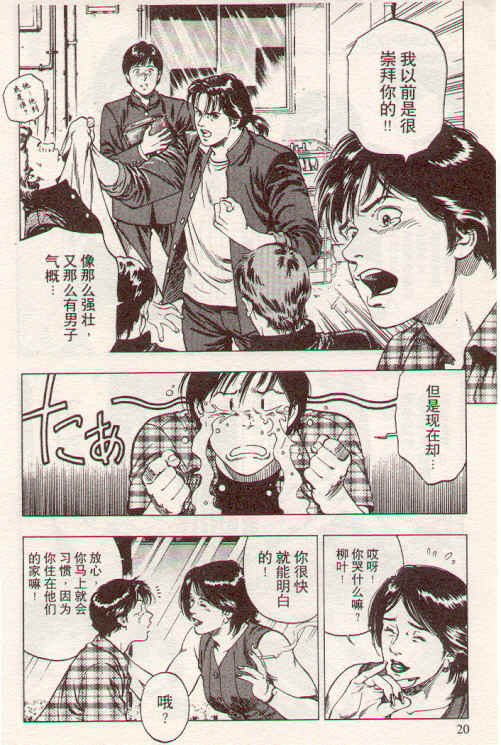 我以前是很
崇拜你的!!
像那么强壮，
又那么有男子
气概…
但是现在却…
たあ
哎呀！
你哭什么嘛？
柳叶！
你很快
就能明白
的！
放心，
你马上就会
习惯，因为
你住在他们
的家嘛！
哦？
20